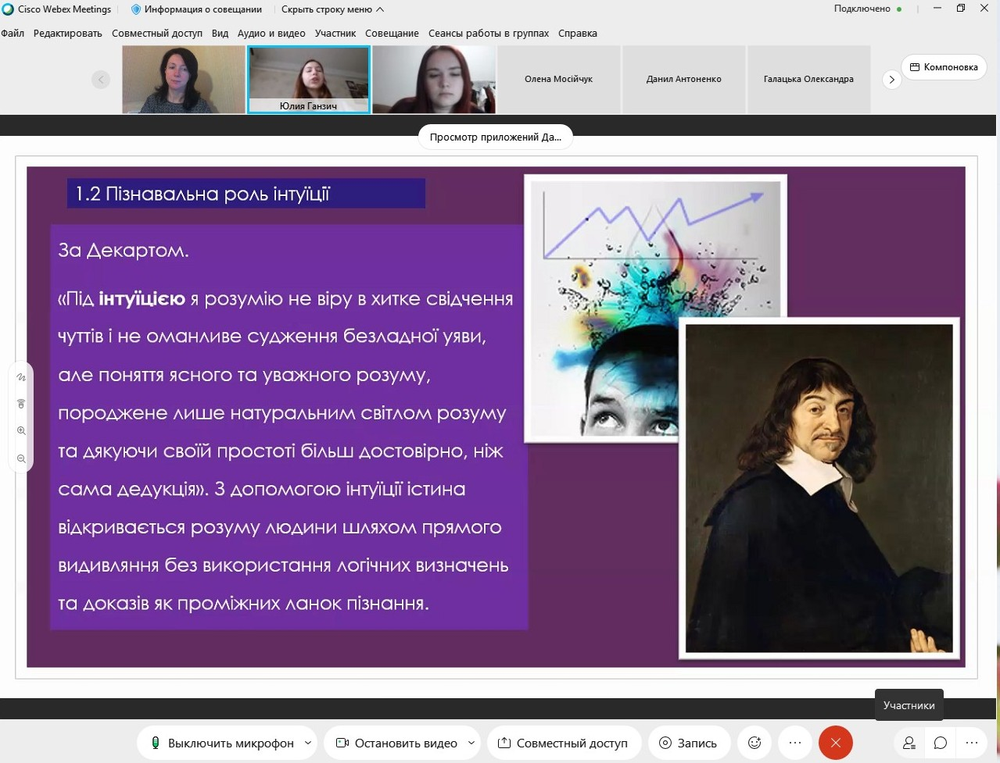 Cisco Webex Meetings
Информация о совещании
Скрыть строку меню
Подключено
Файл Редактировать Совместный доступ Вид Аудио и видео Участник Совещание Сеансы работы в группах Справка
Юлия Ганзич
Олена Мосійчук
Данил Антоненко
Галацька Олександра
Компоновка
Просмотр приложений Да...
1.2 Пізнавальна роль інтуїції
За Декартом.
«Під інтуїцією я розумію не віру в хитке свідчення
чуттів і не оманливе судження безладної уяви,
але поняття ясного та уважного розуму,
породжене лише натуральним світлом розуму
та дякуючи своїй простоті більш достовірно, ніж
сама дедукція». З допомогою інтуїції істина
відкривається розуму людини шляхом прямого
видивляння без використання логічних визначень
та доказів як проміжних ланок пізнання.
Участники
Выключить микрофон
Остановить видео
Совместный доступ
Запись